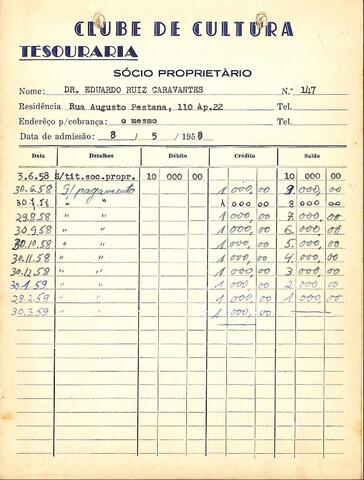 CLUBE DE CULTURA
TESOURARIA
SÓCIO PROPRIETÁRIO
Nome: DR. EDUARDO RUIZ CARAVANTES N.º 147
Residência Rua Augusto Pestana, 110 Ap.22 Tel.
Enderêço p/cobrança: o mesmo Tel.
Data de admissão: 8 / 5 / 1958
Data Detalhes Débito Crédito Saldo
3.6.58 s/tit.soc.propr. 10 000 00 10 000 00
30.6.58 G/ pagamento 1 000,00 9 000,00
30.7.58 " " 1 000,00 8 000,00
29.8.58 " " 1 000,00 7 000,00
30.9.58 " " 1 000,00 6 000,00
30.10.58 " " 1 000,00 5 000,00
30.11.58 " " 1 000,00 4 000,00
30.12.58 " " 1 000,00 3 000,00
30.1.59 " " 1 000,00 2 000,00
28.2.59 " " 1 000,00 1 000,00
30.3.59 " " 1 000,00